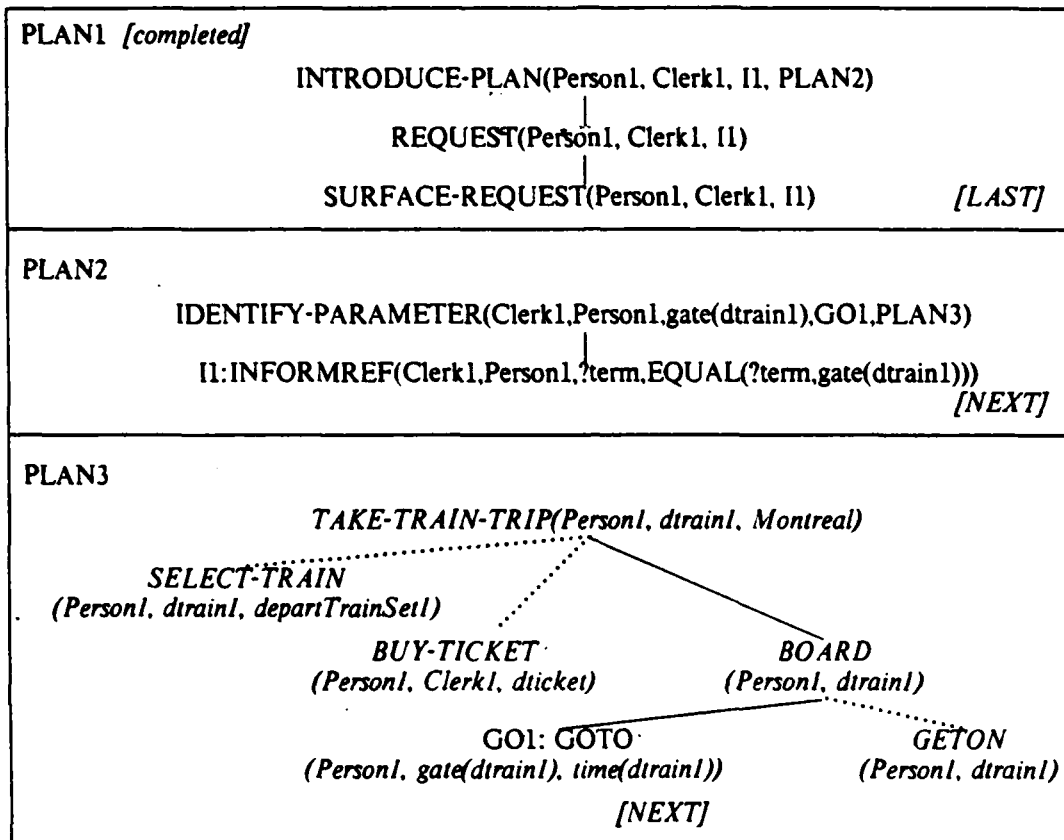 PLAN1 [completed]
INTRODUCE-PLAN(Person1, Clerk1, I1, PLAN2)
REQUEST(Person1, Clerk1, I1)
SURFACE-REQUEST(Person1, Clerk1, I1) [LAST]
PLAN2
IDENTIFY-PARAMETER(Clerk1,Person1,gate(dtrain1),GO1,PLAN3)
I1:INFORMREF(Clerk1,Person1,?term,EQUAL(?term,gate(dtrain1)))
[NEXT]
PLAN3
TAKE-TRAIN-TRIP(Person1, dtrain1, Montreal)
SELECT-TRAIN
(Person1, dtrain1, departTrainSet1)
BUY-TICKET BOARD
(Person1, Clerk1, dticket) (Person1, dtrain1)
GO1: GOTO GETON
(Person1, gate(dtrain1), time(dtrain1)) (Person1, dtrain1)
[NEXT]